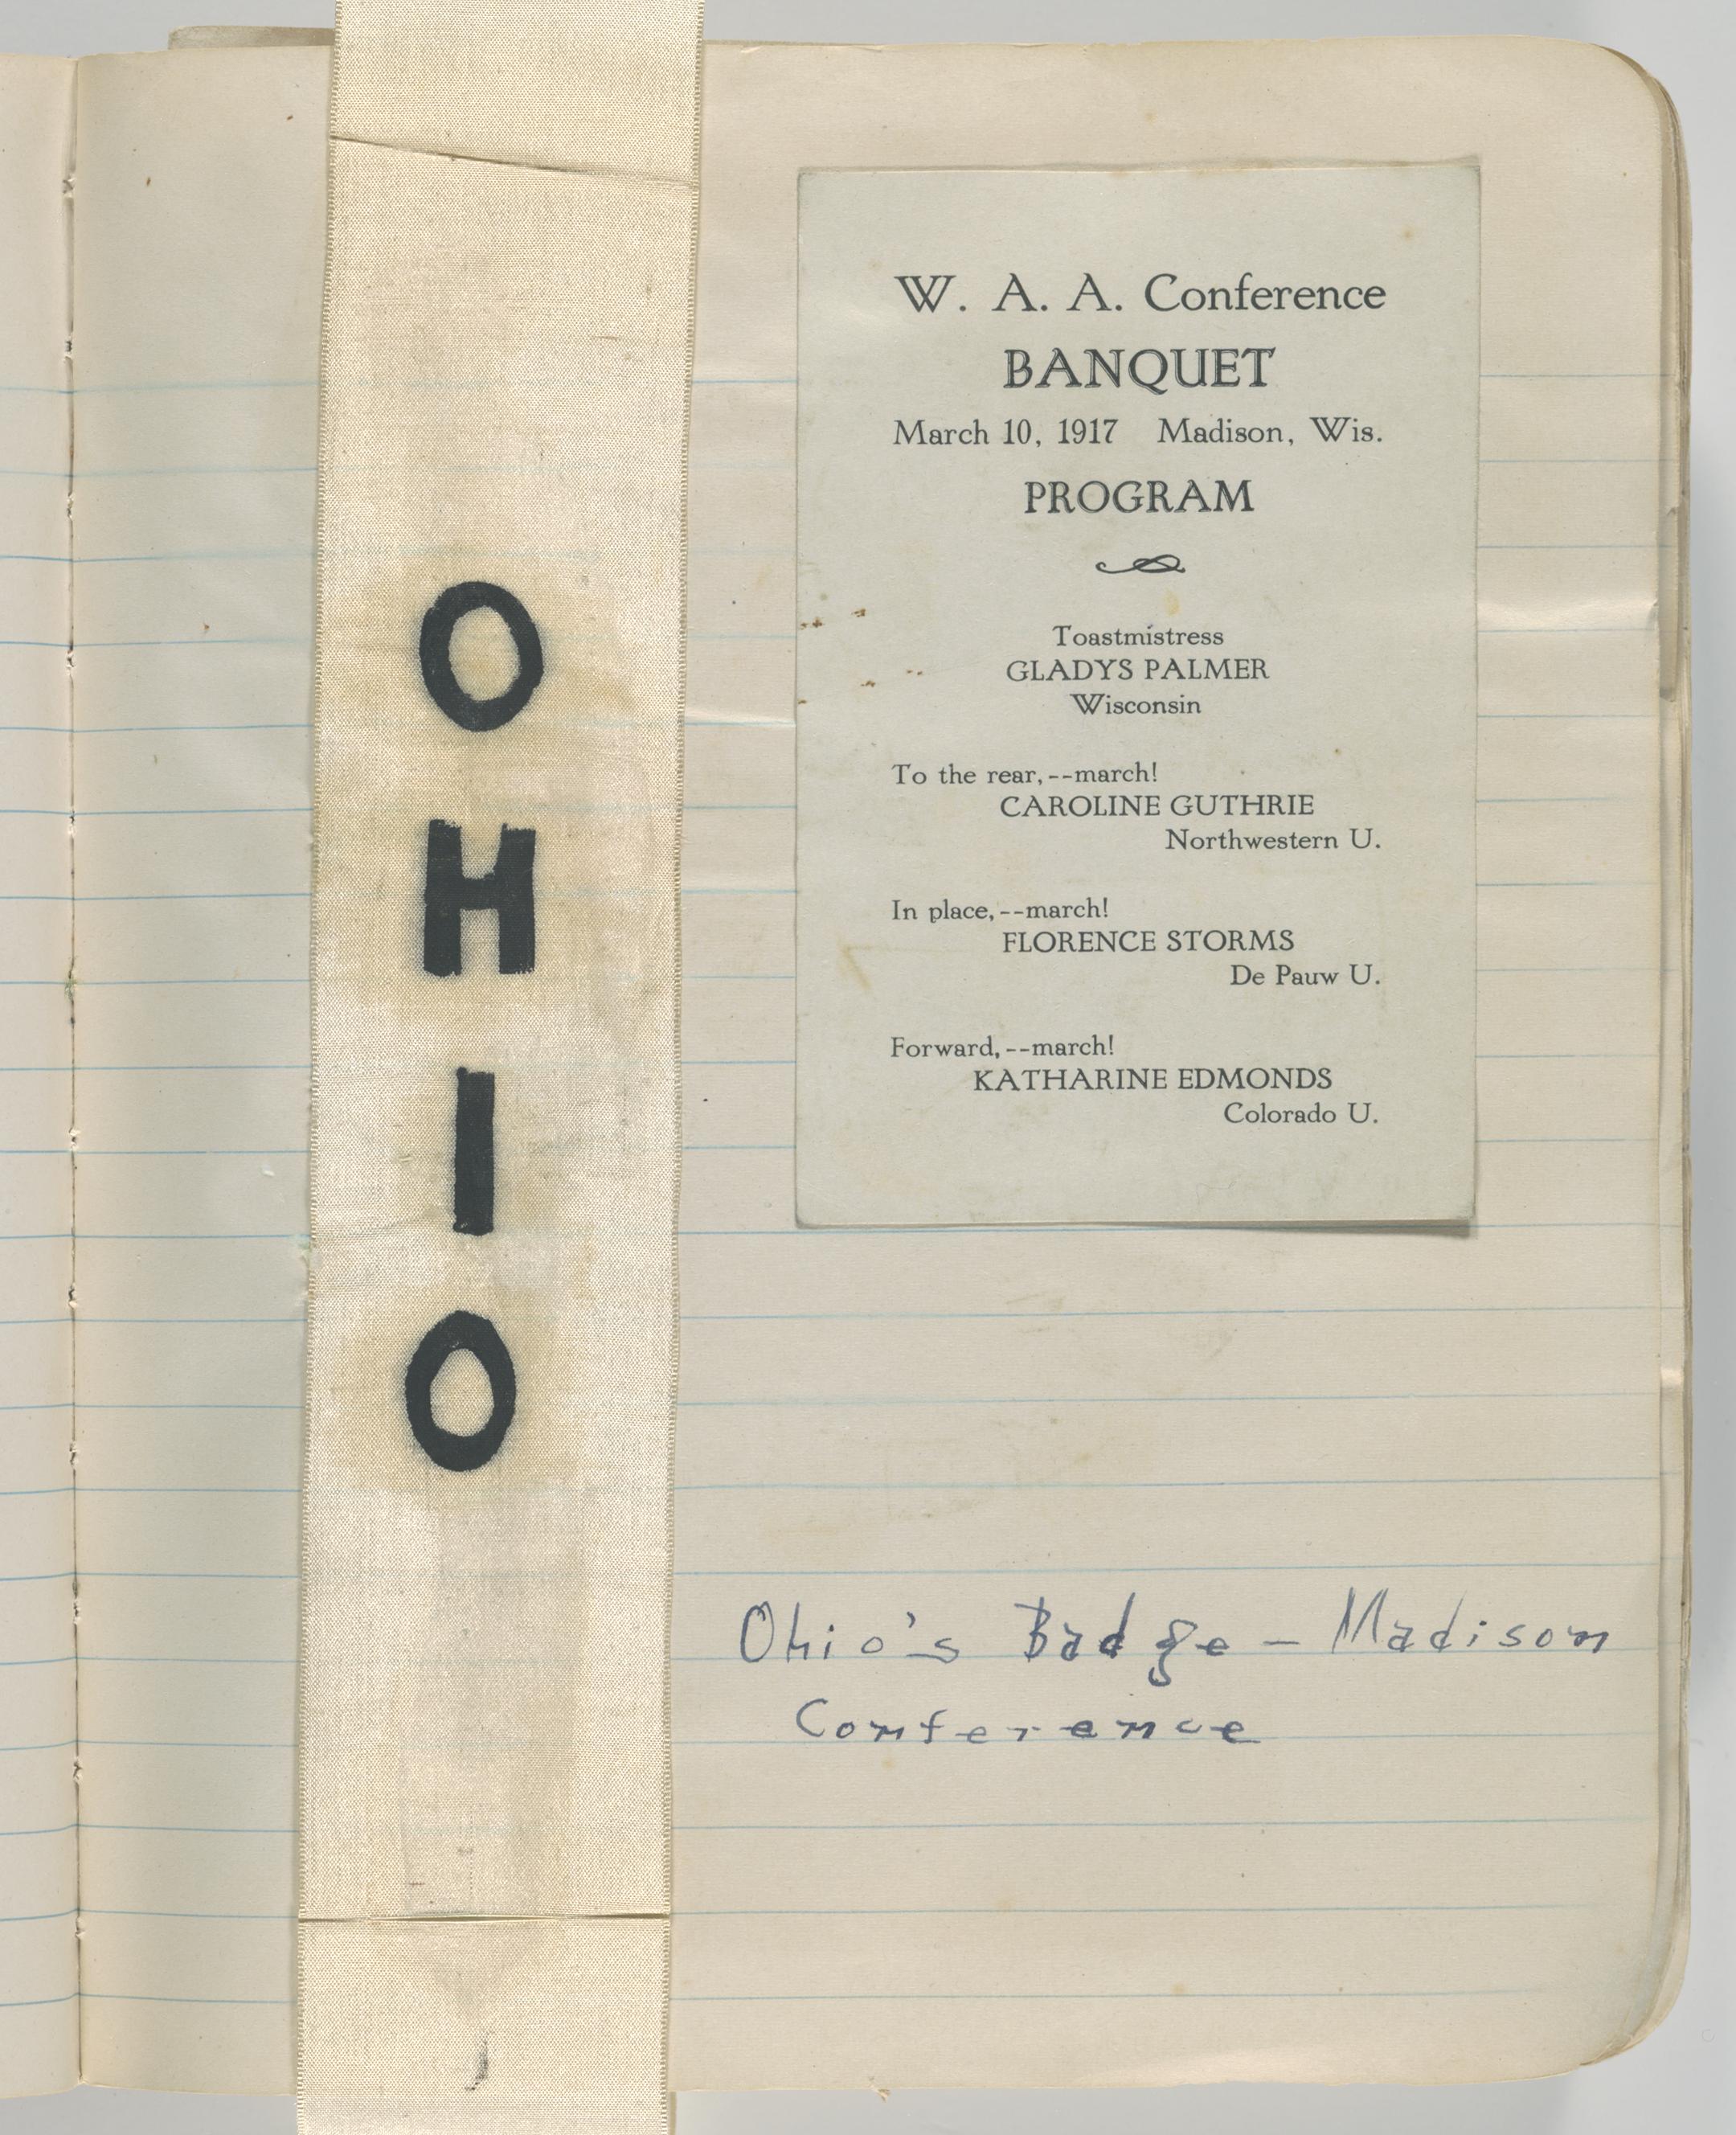 OHIO
W. A. A. Conference
BANQUET
March 10, 1917 Madison, Wis.
PROGRAM
Toastmistress
GLADYS PALMER
Wisconsin
To the rear,--march!
CAROLINE GUTHRIE
Northwestern U.
In place,--march!
FLORENCE STORMS
De Pauw U.
Forward,--march!
KATHARINE EDMONDS
Colorado U.
Ohio's Badge - Madison
Conference